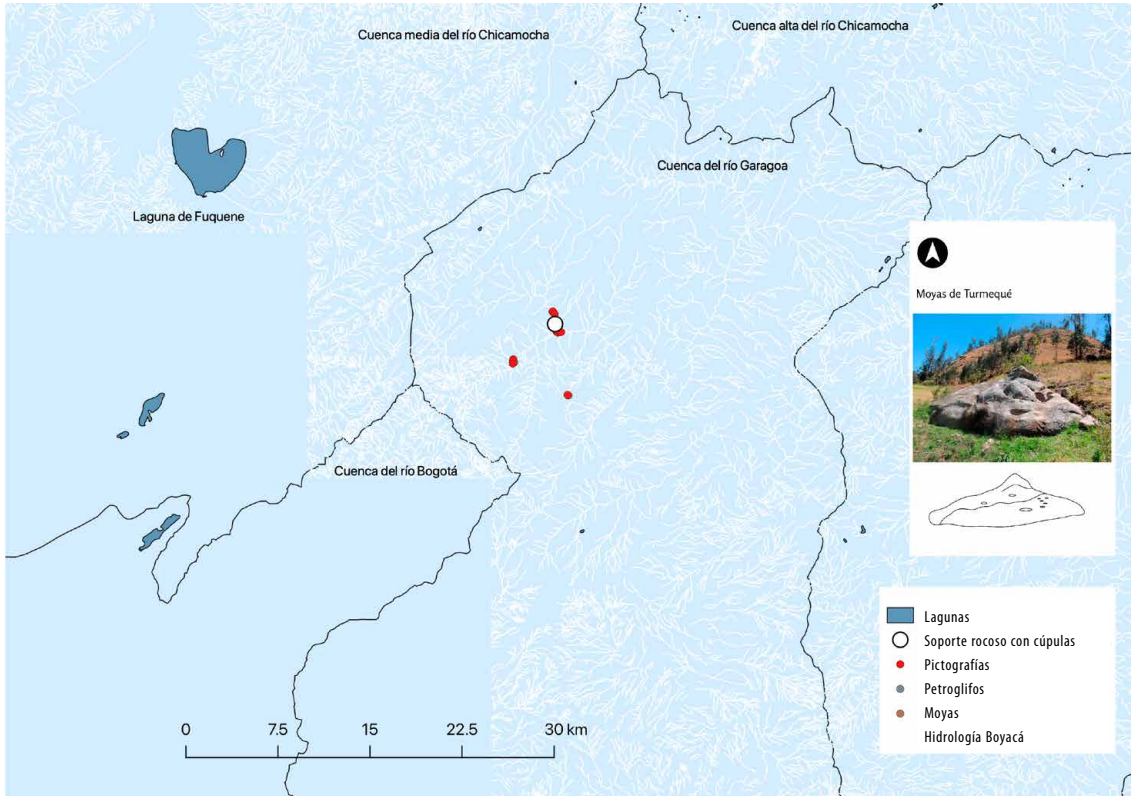 Cuenca media del río Chicamocha
Cuenca alta del río Chicamocha
Cuenca del río Garagoa
Laguna de Fuquene
Moyas de Turmequé
Cuenca del río Bogotá
Lagunas
Soporte rocoso con cúpulas
Pictografías
Petroglifos
Moyas
Hidrología Boyacá
0 7.5 15 22.5 30 km